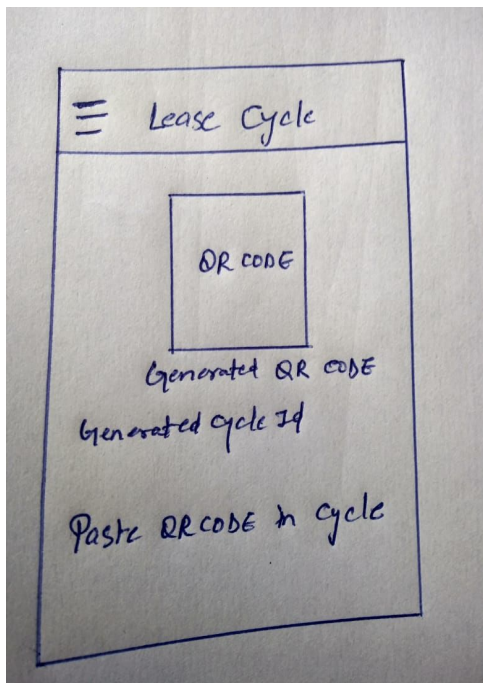 Lease Cycle
QR CODE
Generated QR CODE
Generated Cycle Id
Paste QRCODE in cycle